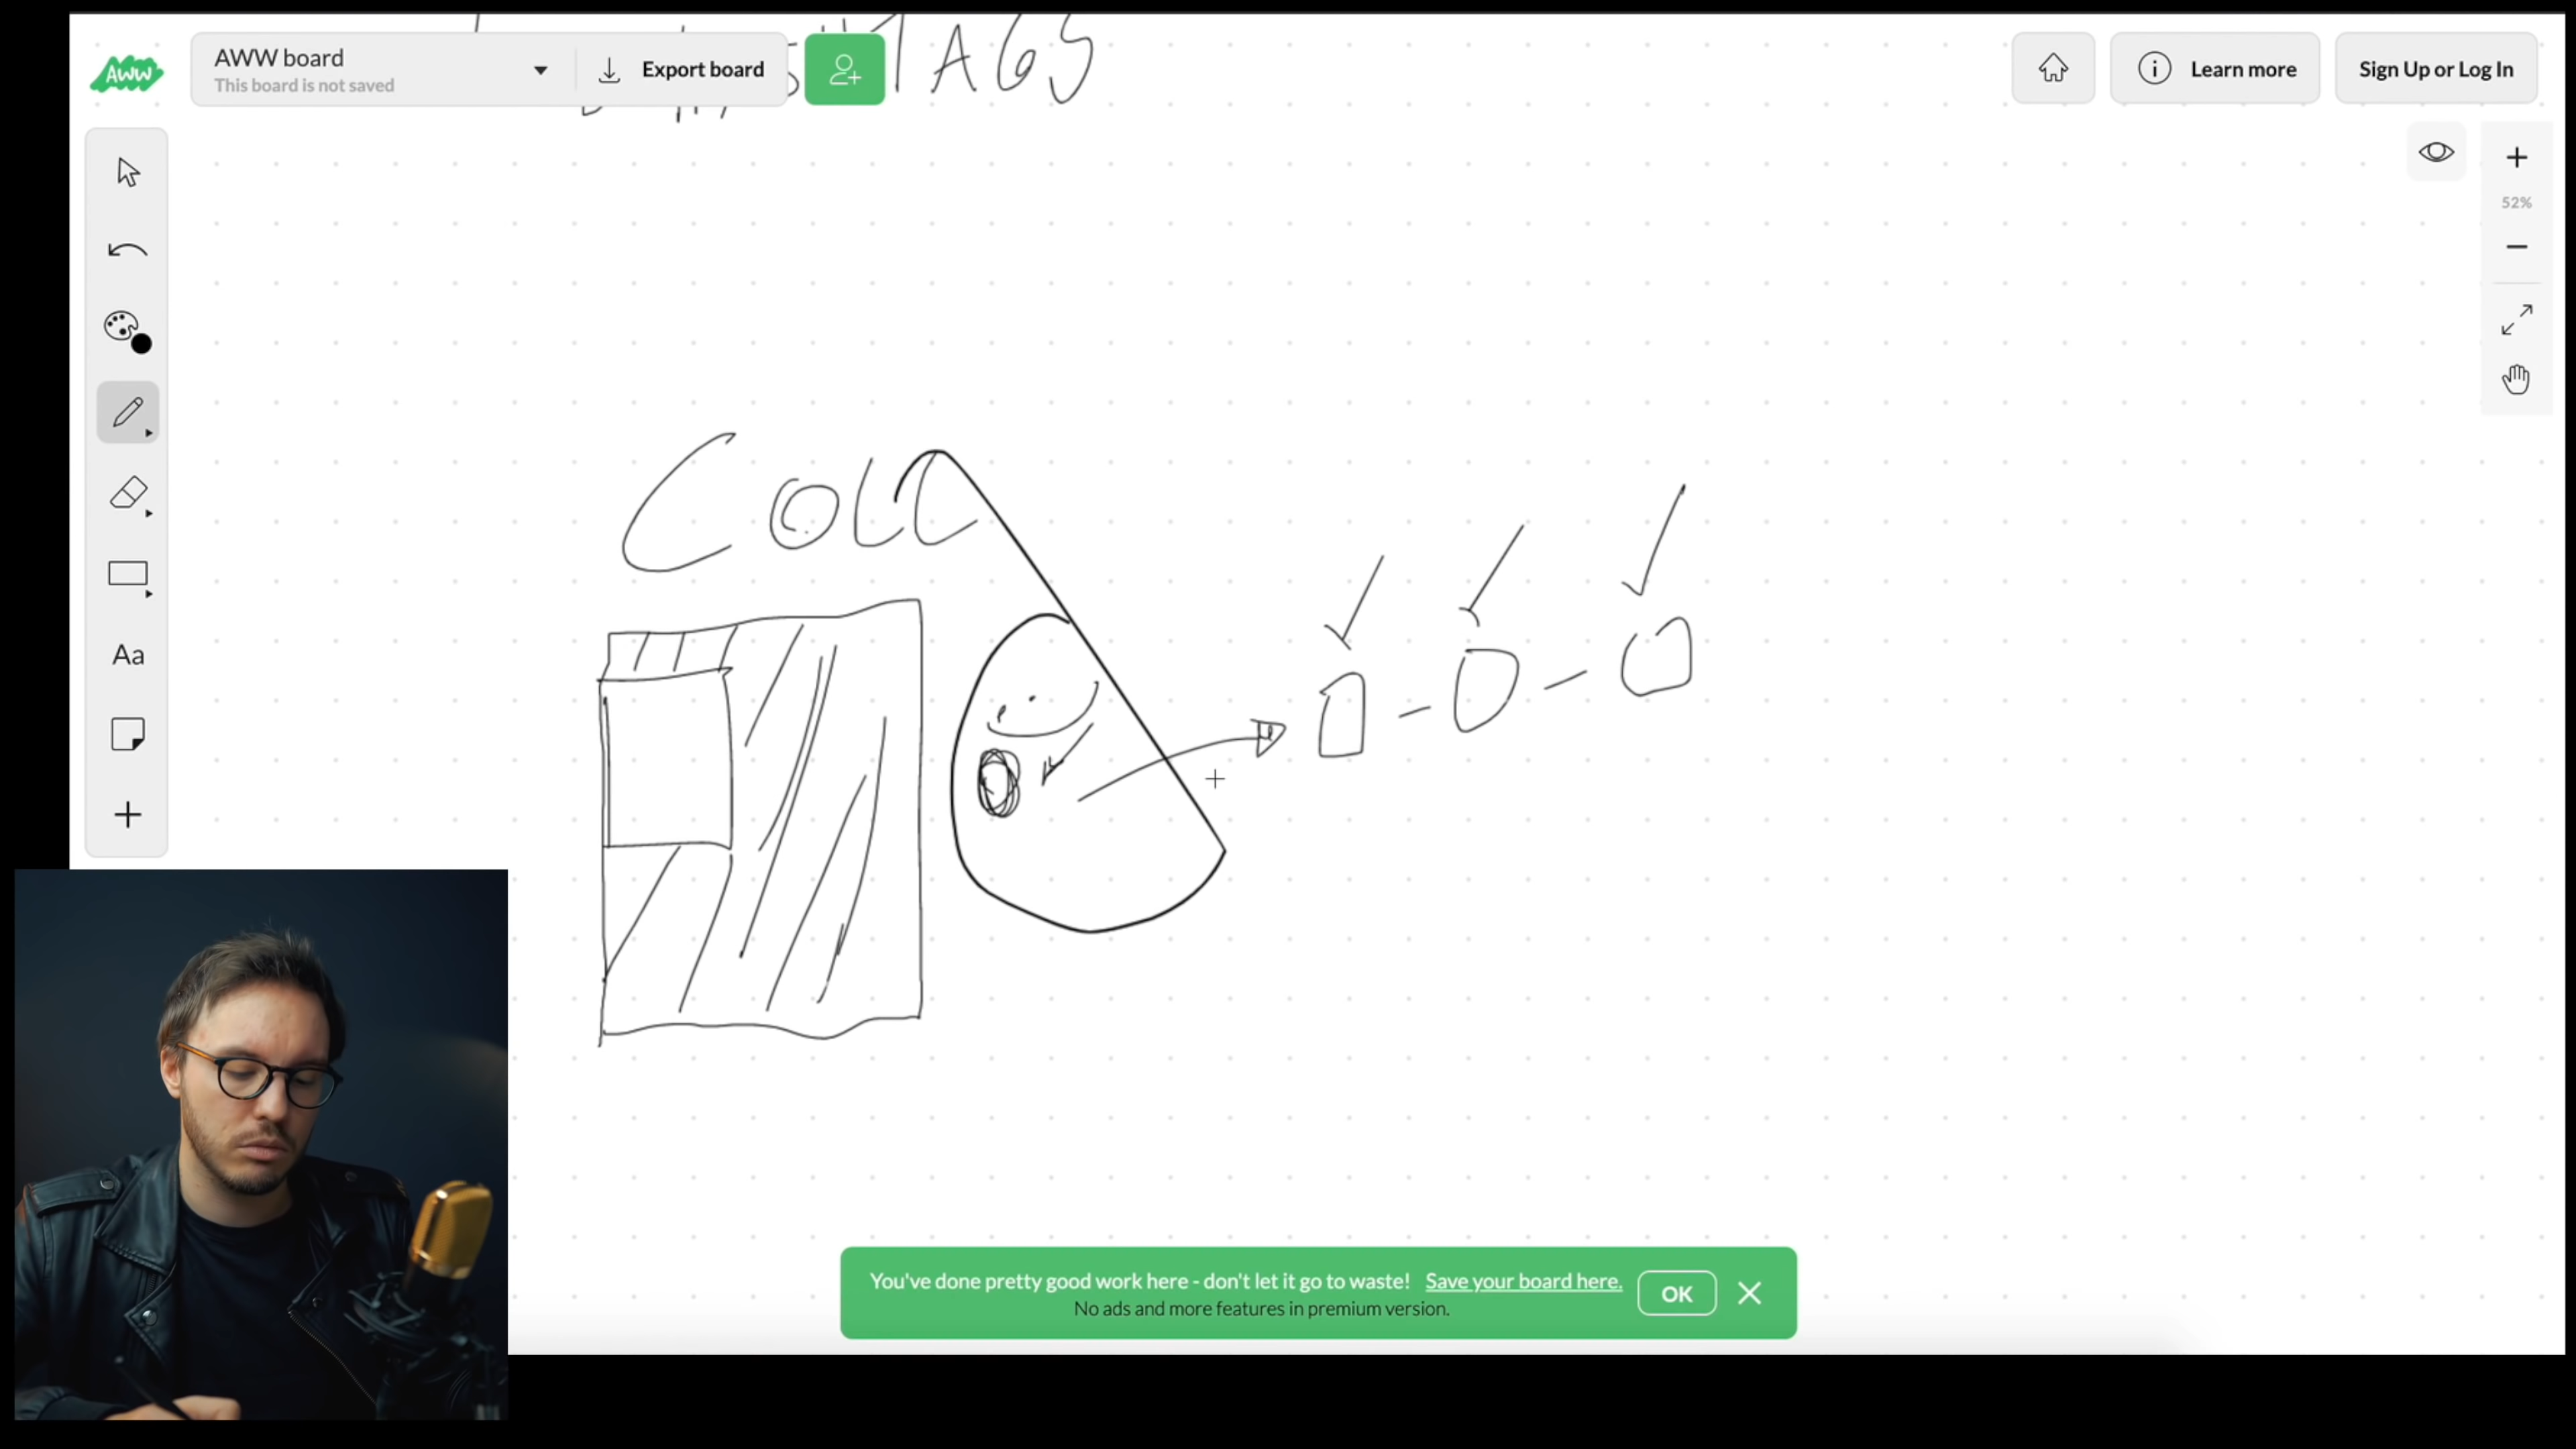 AWW
AWW board
This board is not saved
Export board
TAGS
Learn more
Sign Up or Log In
52%
Aa
Coll
You've done pretty good work here - don't let it go to waste! Save your board here.
OK
No ads and more features in premium version.